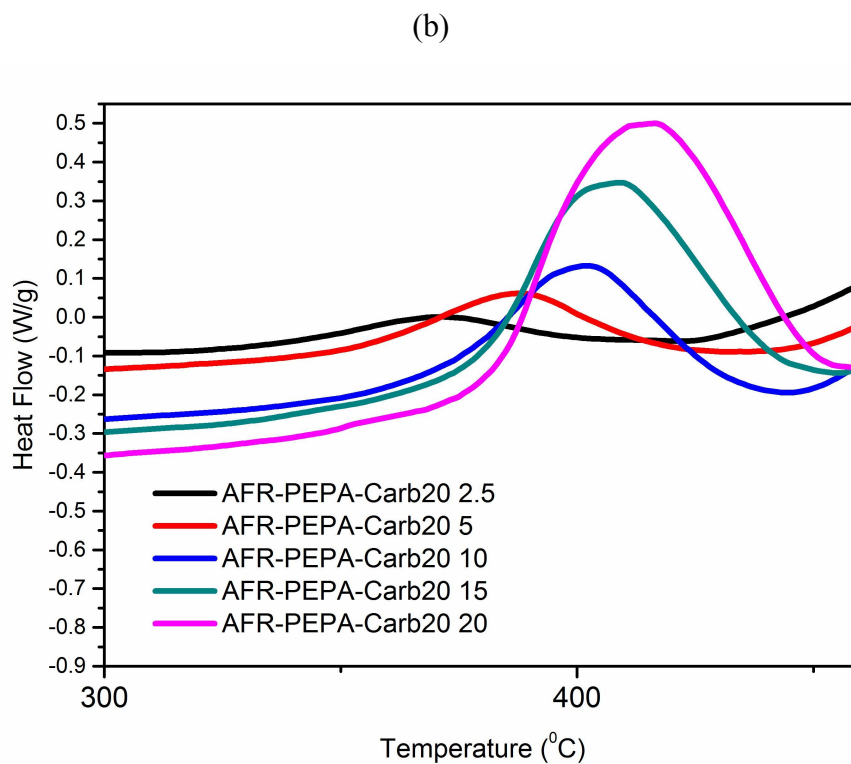 (b)
0.5
0.4
0.3
0.2
0.1
0.0
-0.1
-0.2
-0.3
-0.4
-0.5
-0.6
-0.7
-0.8
-0.9
Heat Flow (W/g)
AFR-PEPA-Carb20 2.5
AFR-PEPA-Carb20 5
AFR-PEPA-Carb20 10
AFR-PEPA-Carb20 15
AFR-PEPA-Carb20 20
300
400
Temperature (⁰C)